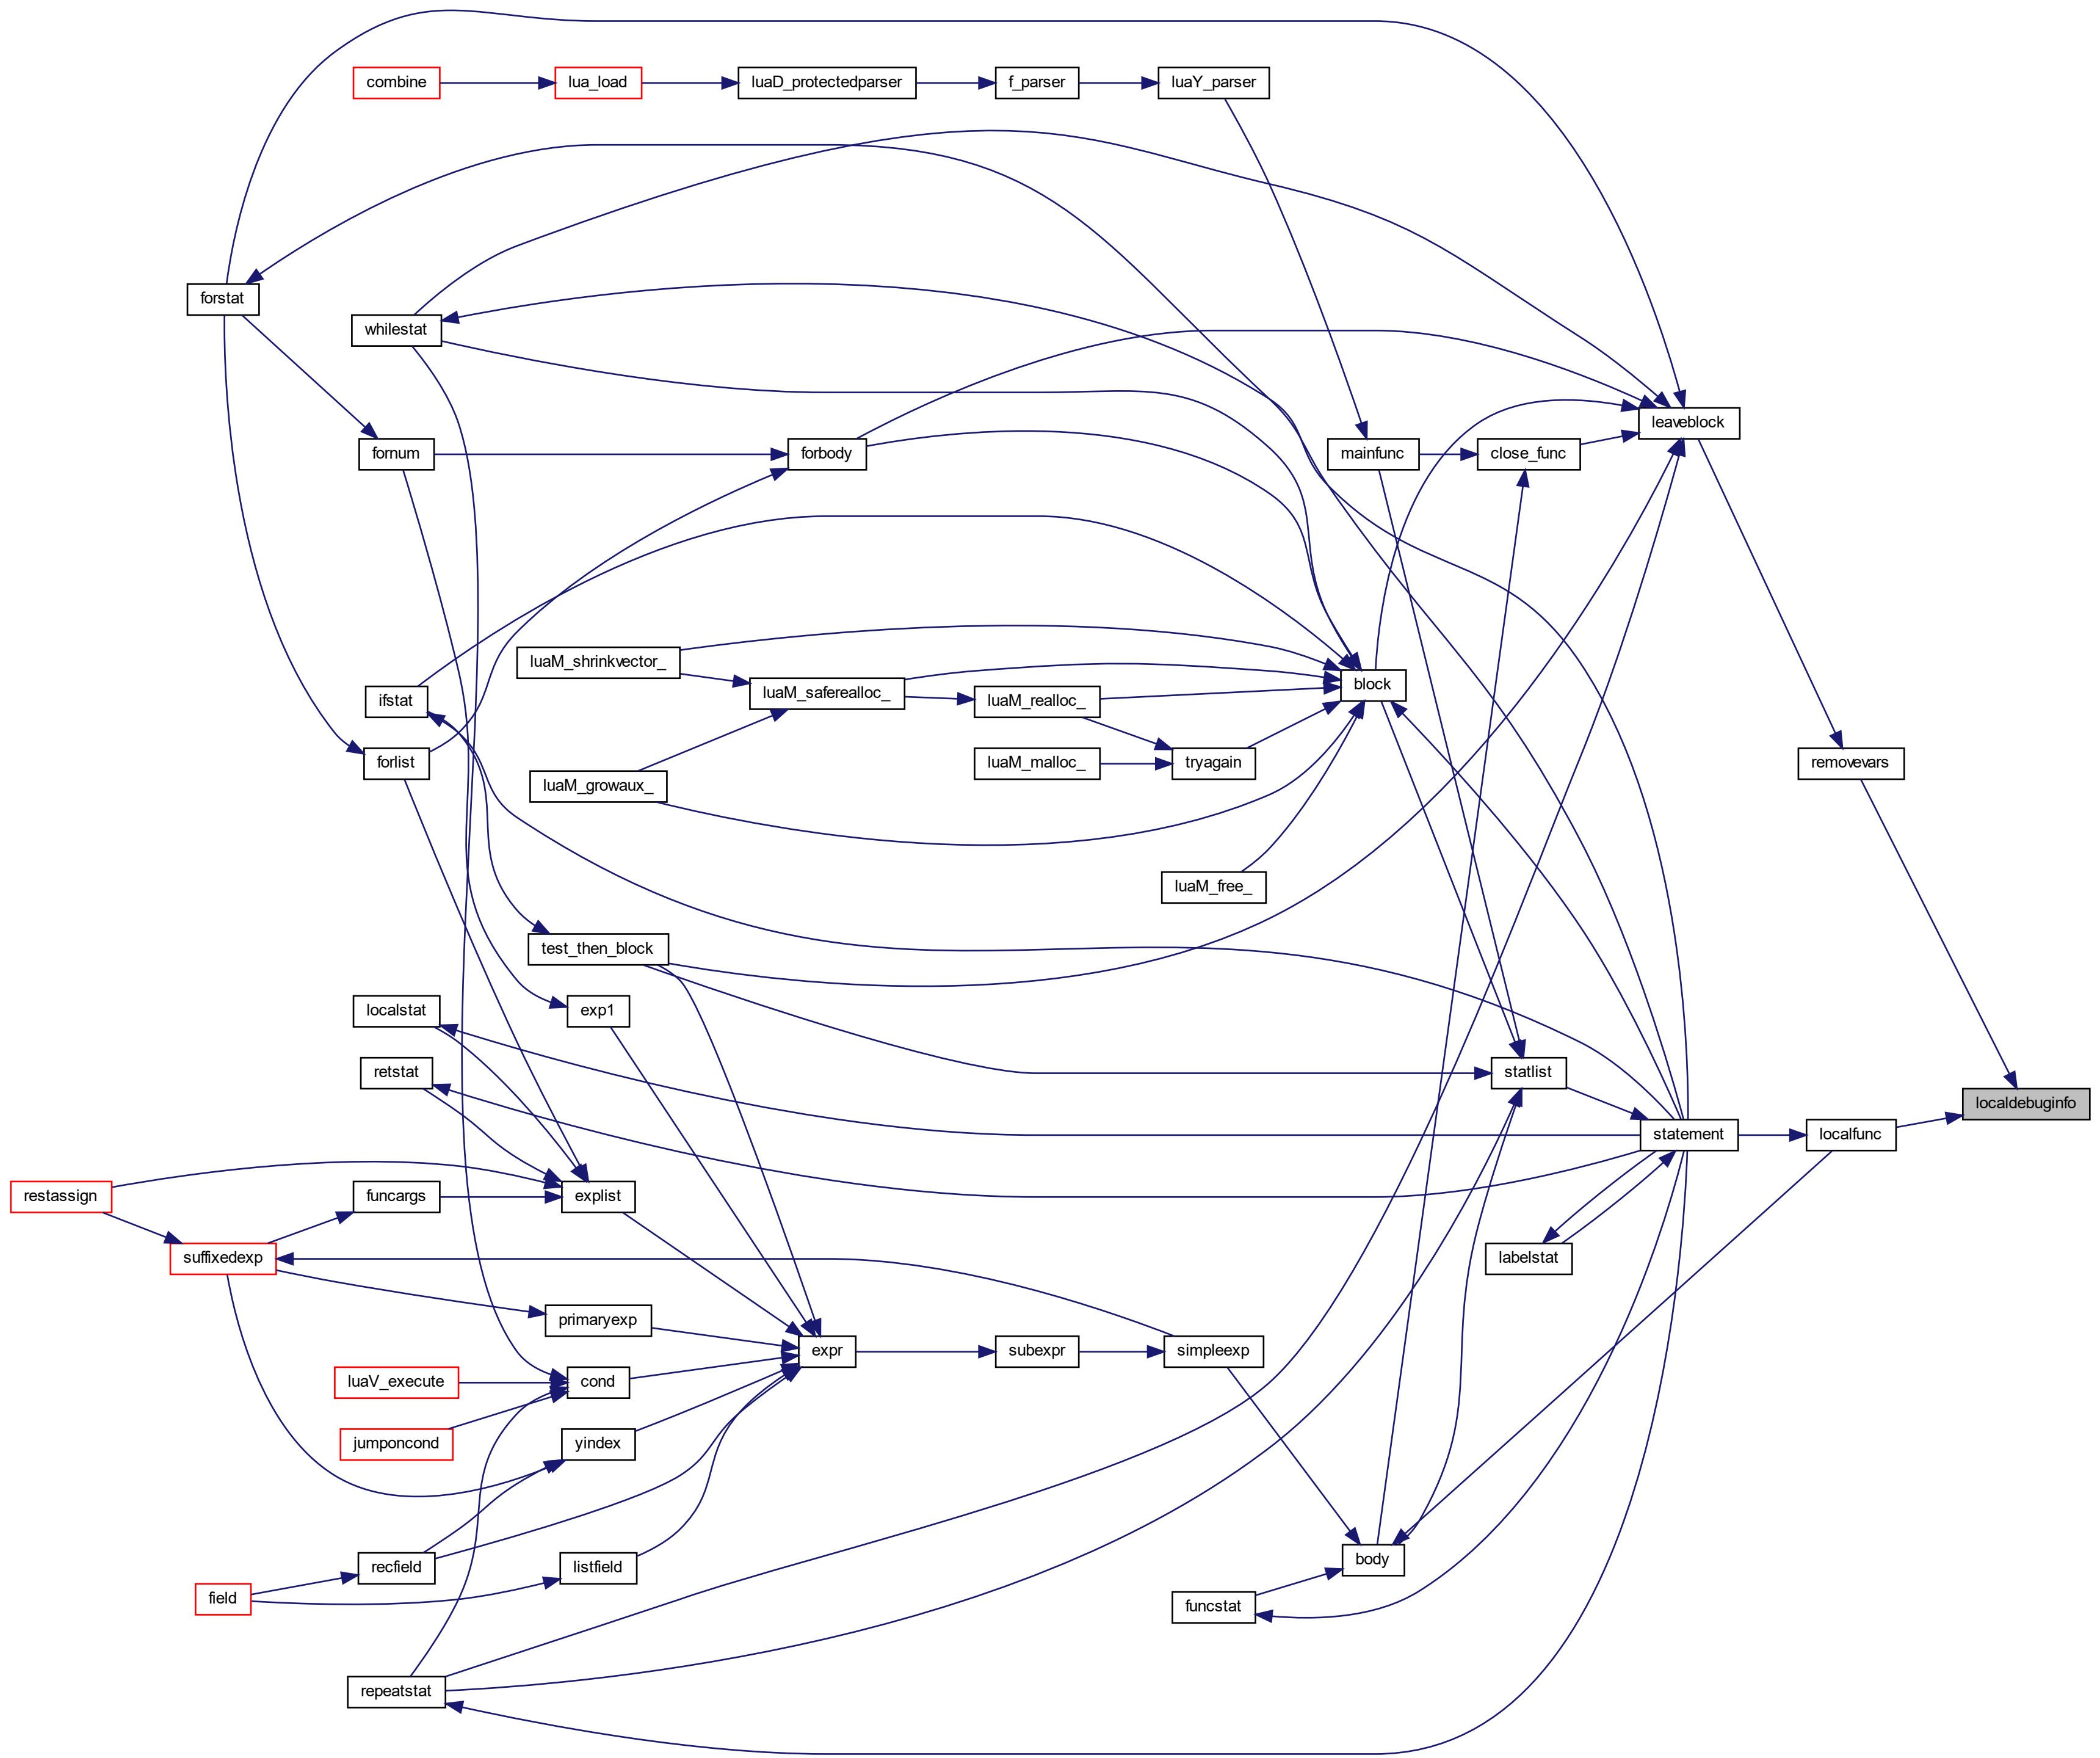 combine
lua_load
luaD_protectedparser
f_parser
luaY_parser
forstat
whilestat
leaveblock
fornum
forbody
mainfunc
close_func
luaM_shrinkvector_
block
ifstat
luaM_saferealloc_
luaM_realloc_
forlist
luaM_growaux_
luaM_malloc_
tryagain
removevars
luaM_free_
test_then_block
localstat
exp1
retstat
statlist
localdebuginfo
statement
localfunc
restassign
funcargs
explist
suffixedexp
labelstat
primaryexp
expr
subexpr
simpleexp
luaV_execute
cond
jumponcond
yindex
recfield
listfield
body
field
funcstat
repeatstat